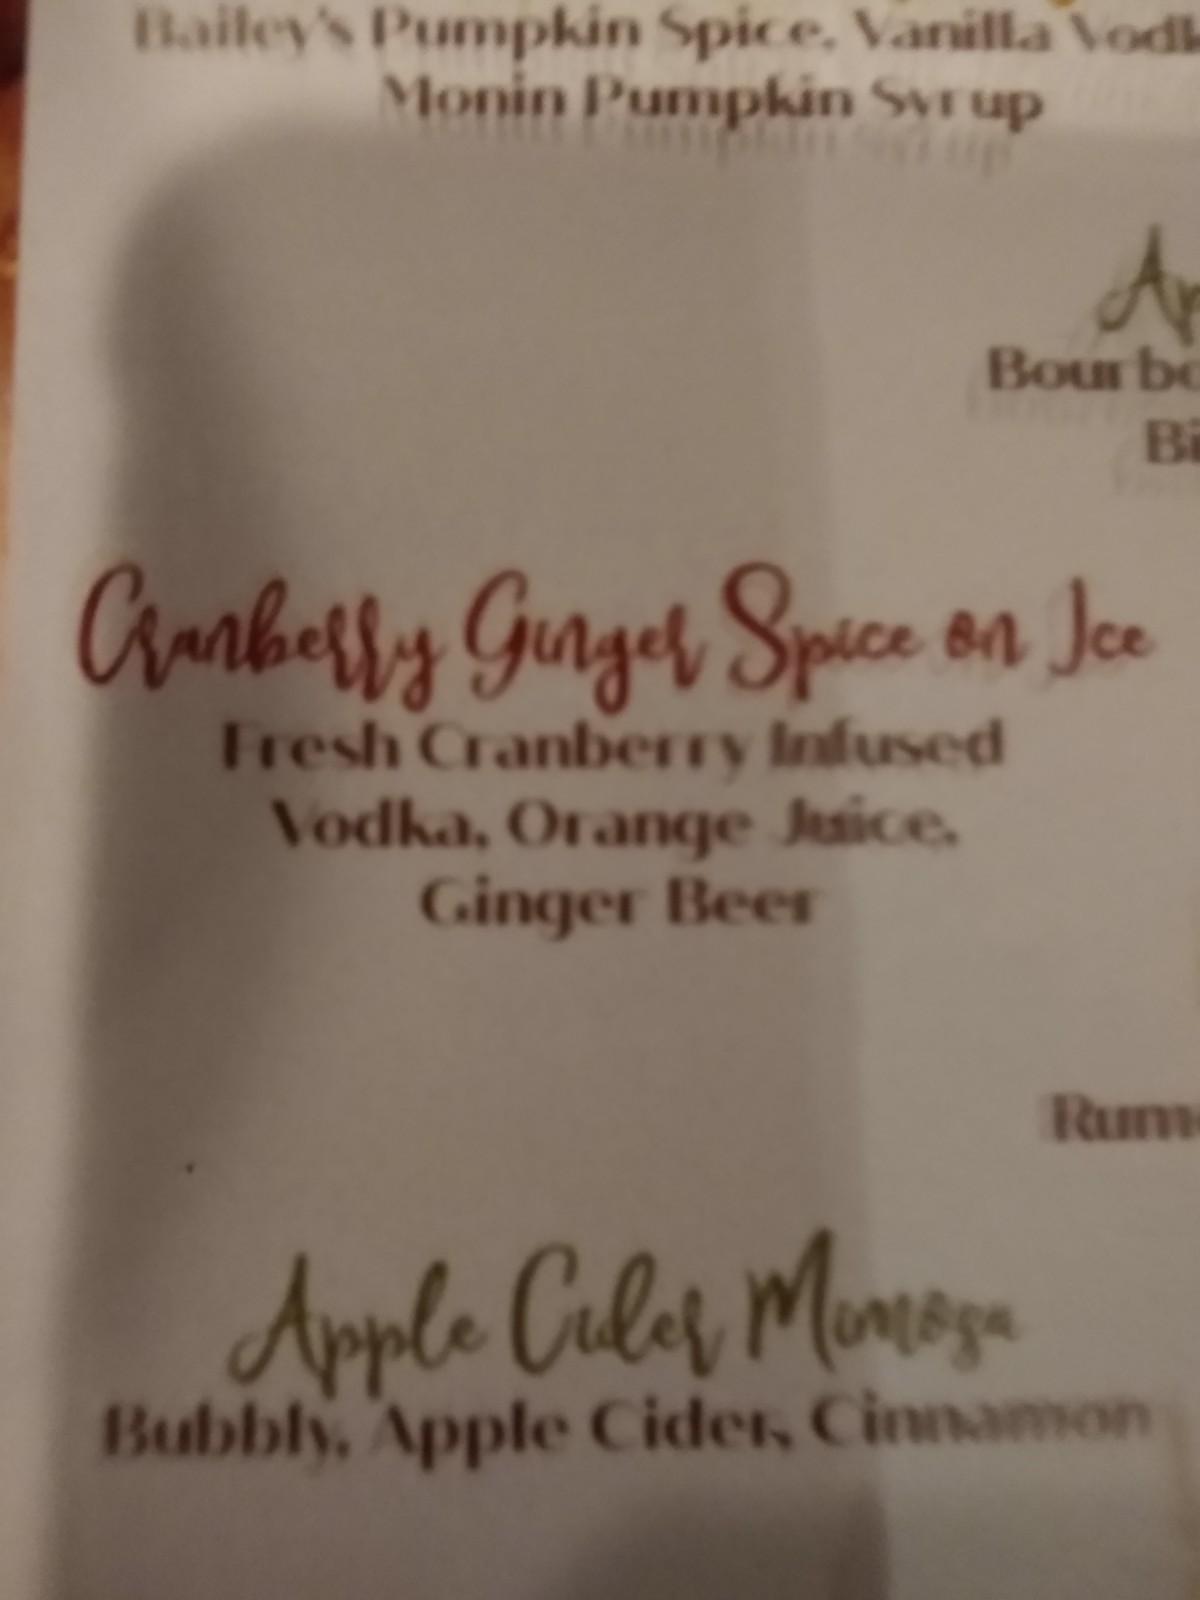 Bailey's Pumpkin Spice, Vanilla
Monin Pumpkin Syrup
Cranberry Ginger Spice on Ice
Fresh Cranberry Infused
Vodka, Orange Juice,
Ginger Beer
Apple Cider Mimosa
Bubbly, Apple Cider, Cinnamon